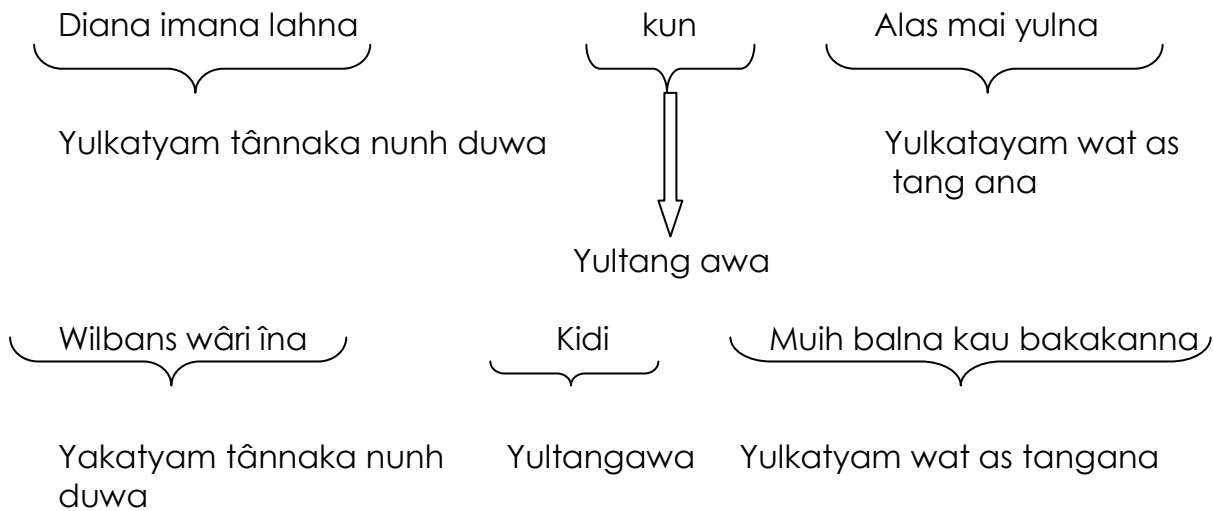 Diana imana lahna kun Alas mai yulna
Yulkatyam tânnaka nunh duwa Yulkatayam wat as
tang ana
Yultang awa
Wilbans wâri îna Kidi Muih balna kau bakakanna
Yakatyam tânnaka nunh Yultangawa Yulkatyam wat as tangana
duwa